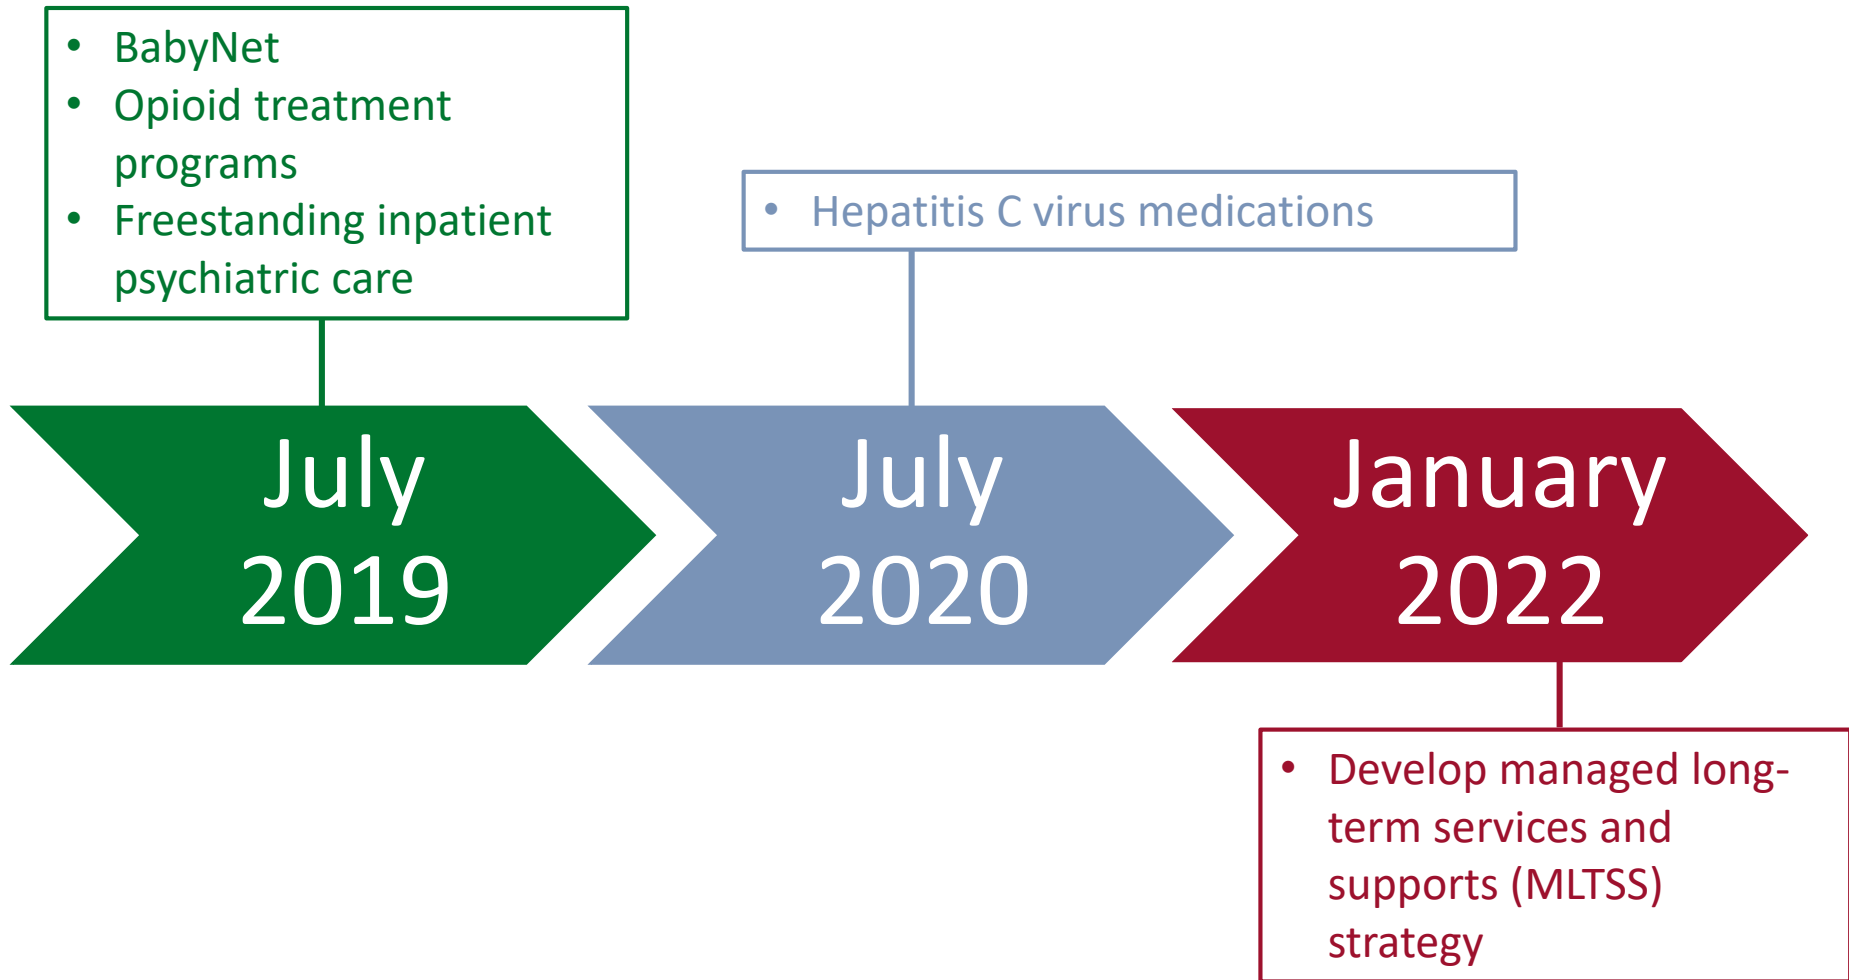 • BabyNet
• Opioid treatment
programs
• Freestanding inpatient
psychiatric care
• Hepatitis C virus medications
July
2019
July
2020
January
2022
• Develop managed long-
term services and
supports (MLTSS)
strategy